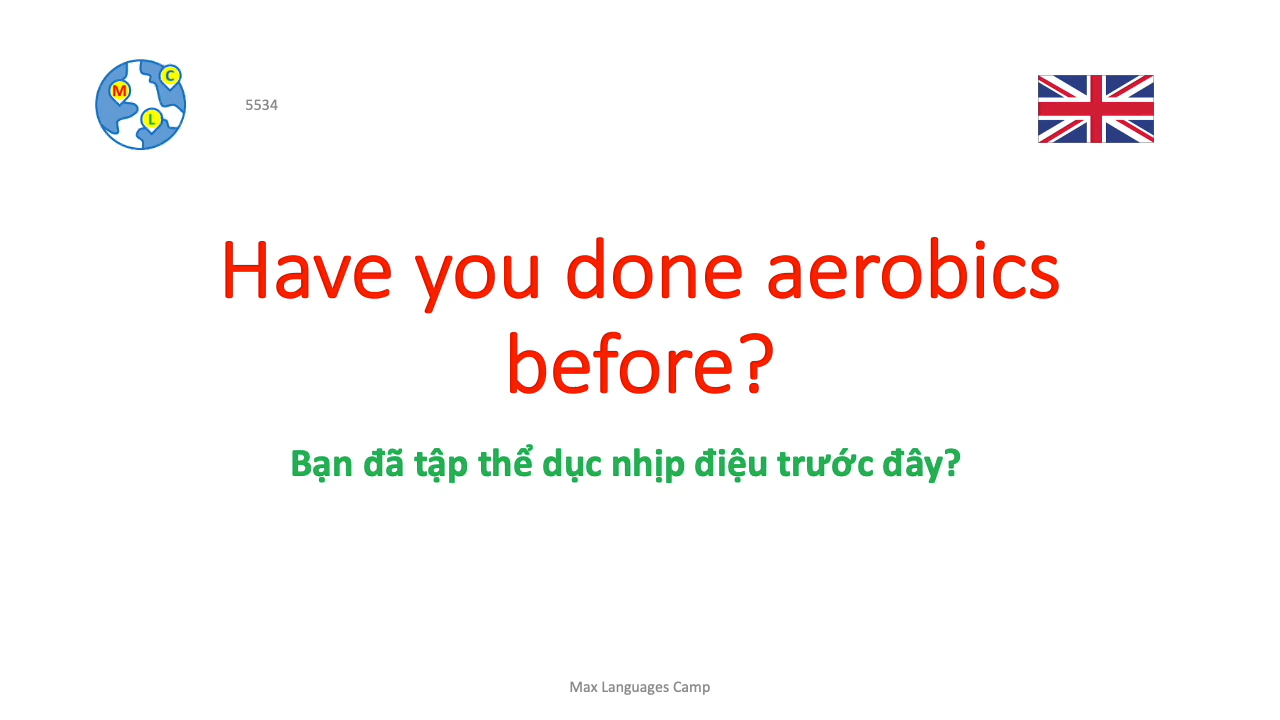 M
C
L
5534
Have you done aerobics
before?
Bạn đã tập thể dục nhịp điệu trước đây?
Max Languages Camp